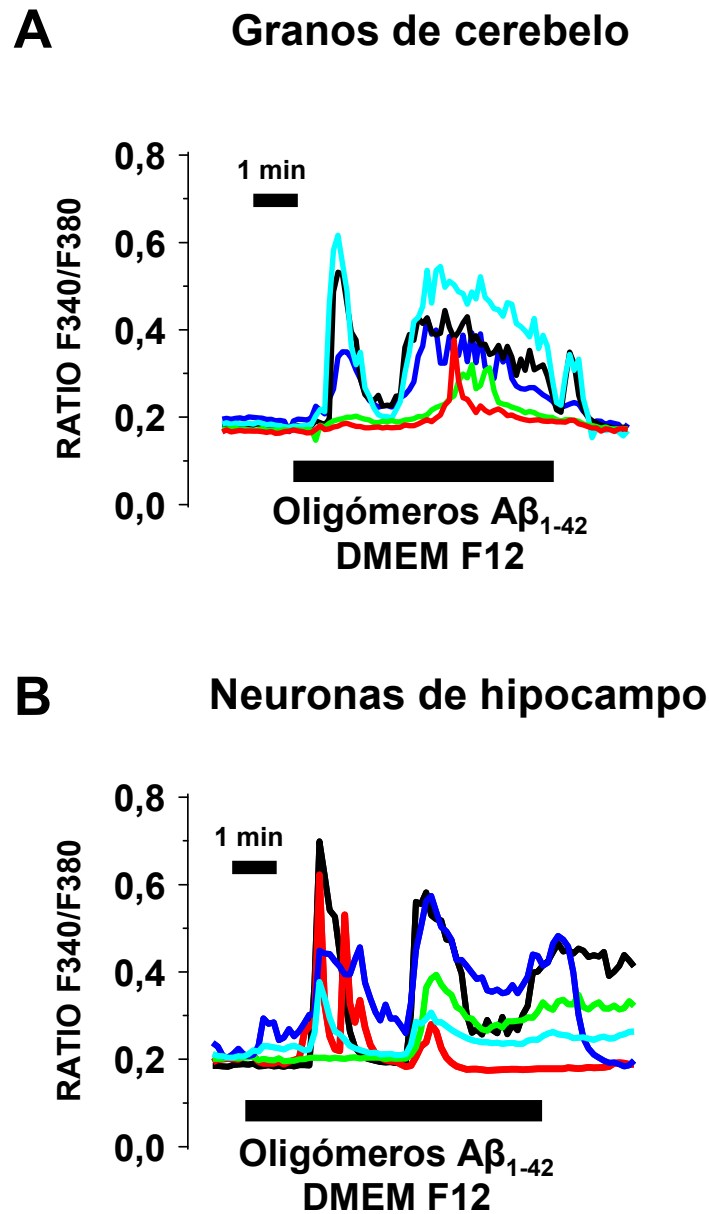 A
Granos de cerebelo
0,8
0,6
0,4
0,2
0,0
RATIO F340/F380
1 min
Oligómeros Aβ1-42
DMEM F12
B
Neuronas de hipocampo
0,8
0,6
0,4
0,2
0,0
RATIO F340/F380
1 min
Oligómeros Aβ1-42
DMEM F12